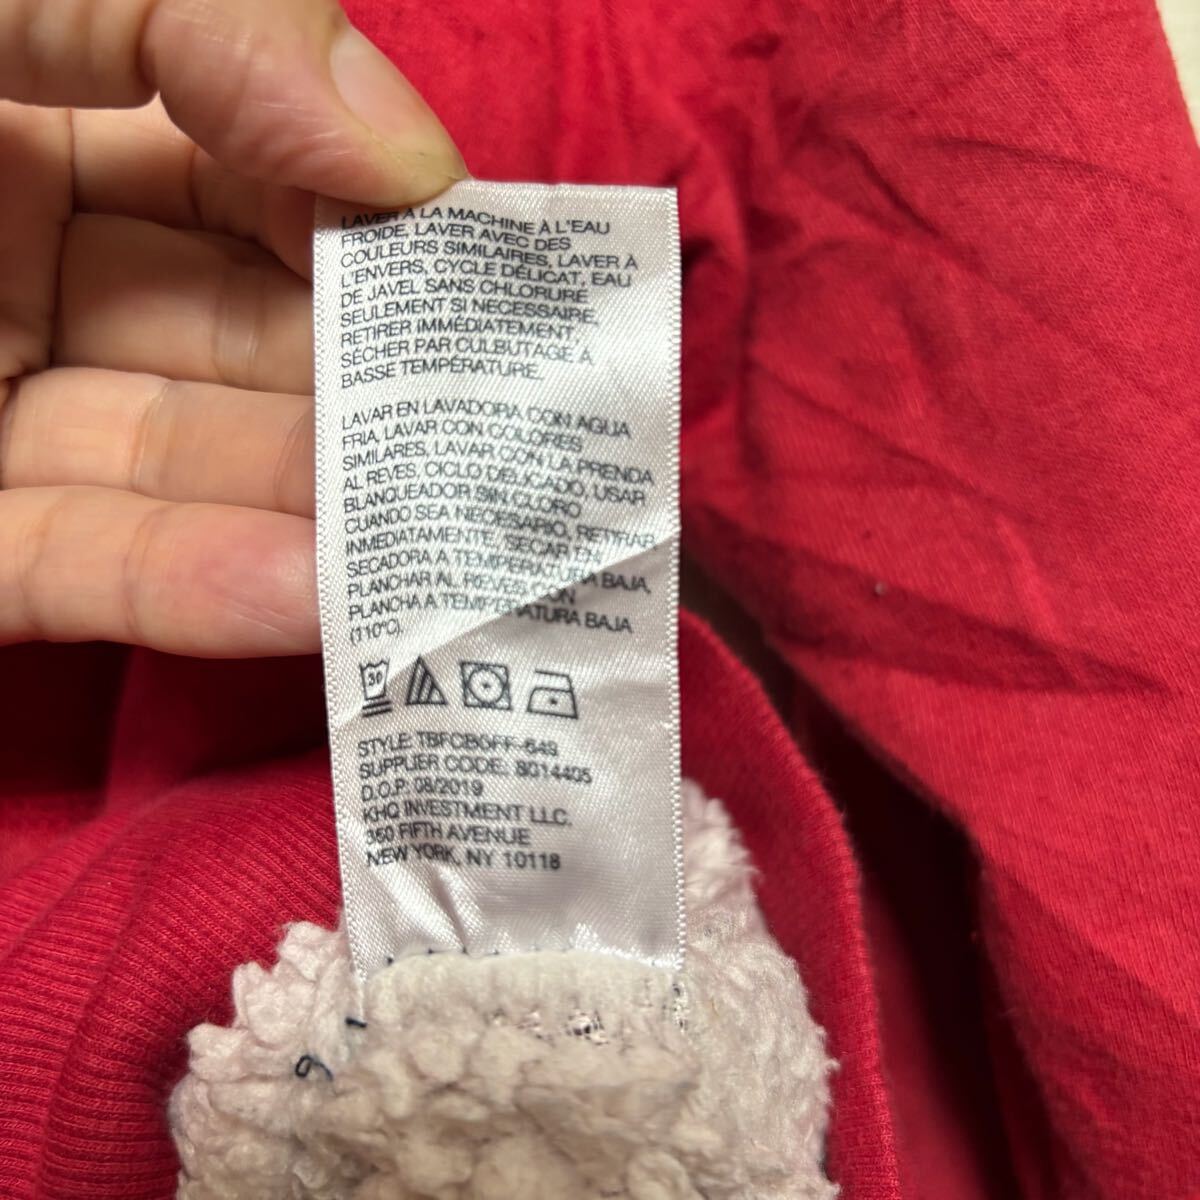 LAVER À LA MACHINE À L'EAU
FROIDE, LAVER AVEC DES
COULEURS SIMILAIRES, LAVER À
L'ENVERS, CYCLE DÉLICAT, EAU
DE JAVEL SANS CHLORURÉ
SEULEMENT SI NECESSAIRE,
RETIRER IMMÉDIATEMENT,
SÉCHER PAR CULBUTAGE À
BASSE TEMPÉRATURE.
LAVAR EN LAVADORA CON AGUA
FRIA, LAVAR CON COLORES
SIMILARES, LAVAR CON LA PRENDA
AL REVES, CICLO DELICADO, USAR
BLANQUEADOR SIN CLORO
CUANDO SEA NECESARIO, RETIRAR
INMEDIATAMENTE, SECAR EN
SECADORA A TEMPERATURA BAJA,
PLANCHAR AL REVES CON
PLANCHA A TEMPERATURA BAJA
(110°C).
30
STYLE: TBFCBGFF-649
SUPPLIER CODE: 8014405
D.O.P: 08/2019
KHQ INVESTMENT LLC.
350 FIFTH AVENUE
NEW YORK, NY 10118